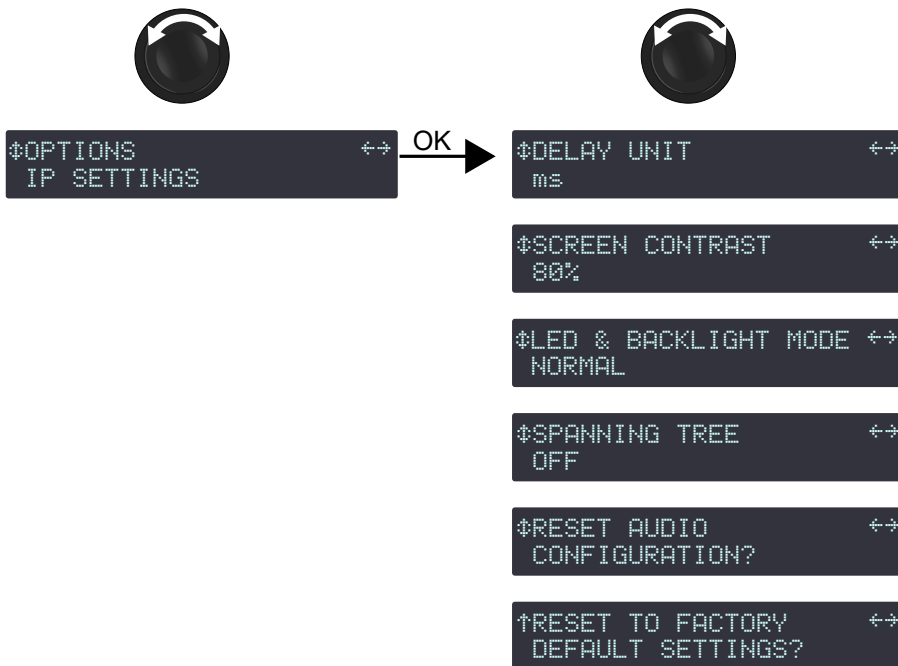 ↕OPTIONS ↔
IP SETTINGS
OK
↕DELAY UNIT ↔
ms
↕SCREEN CONTRAST ↔
80%
↕LED & BACKLIGHT MODE ↔
NORMAL
↕SPANNING TREE ↔
OFF
↕RESET AUDIO ↔
CONFIGURATION?
↑RESET TO FACTORY ↔
DEFAULT SETTINGS?